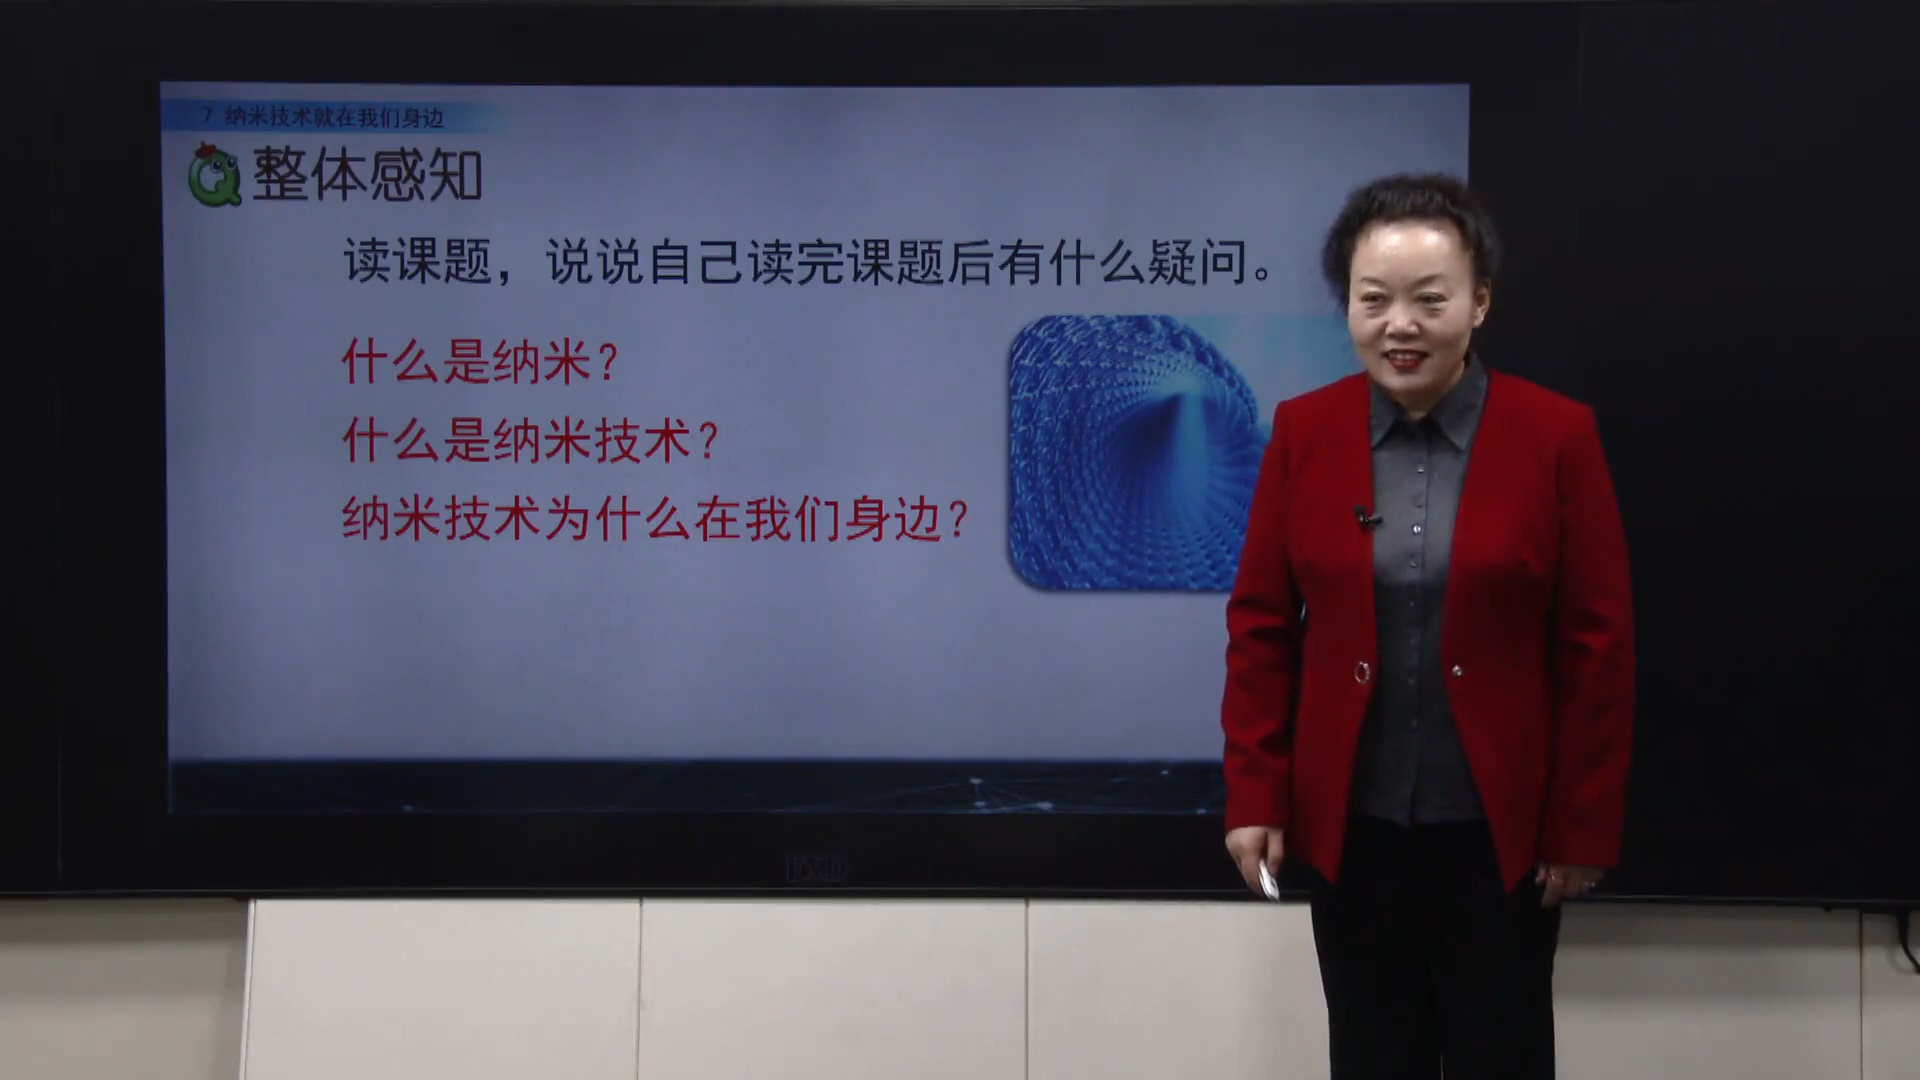 7 纳米技术就在我们身边
整体感知
读课题，说说自己读完课题后有什么疑问。
什么是纳米？
什么是纳米技术？
纳米技术为什么在我们身边？